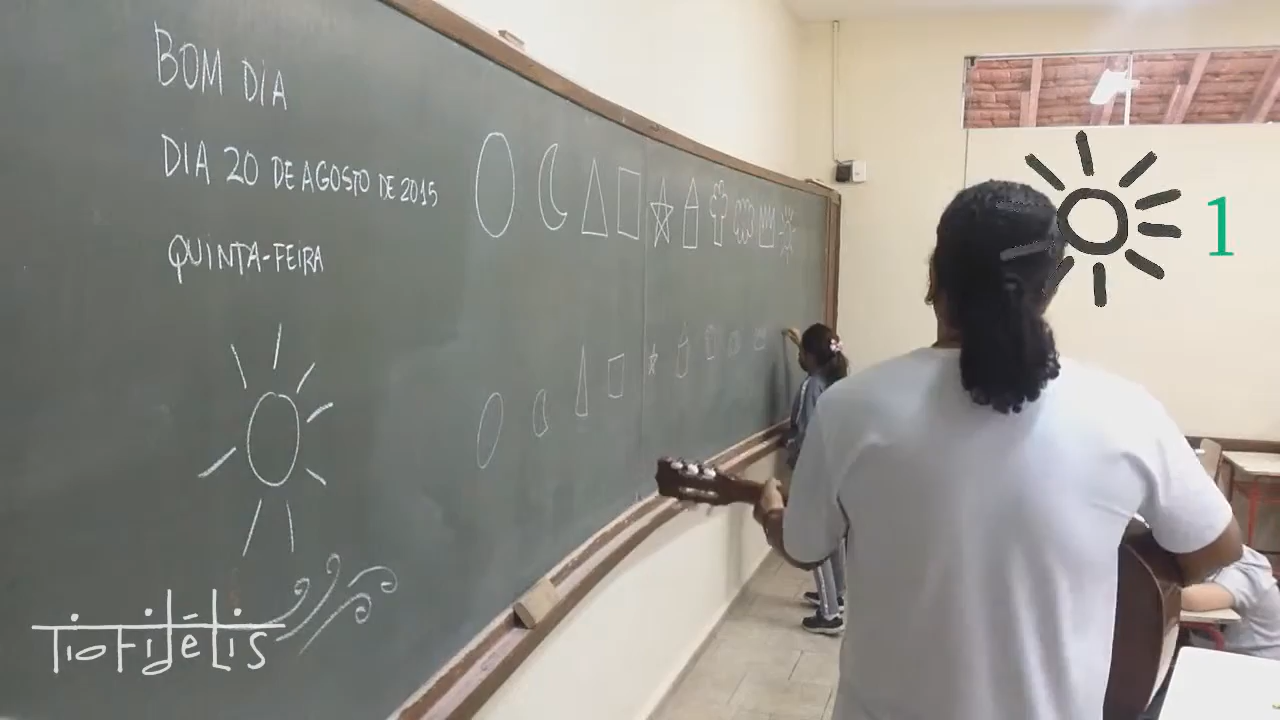 BOM DIA
DIA 20 DE AGOSTO DE 2015
QUINTA-FEIRA
1
TioFidélis